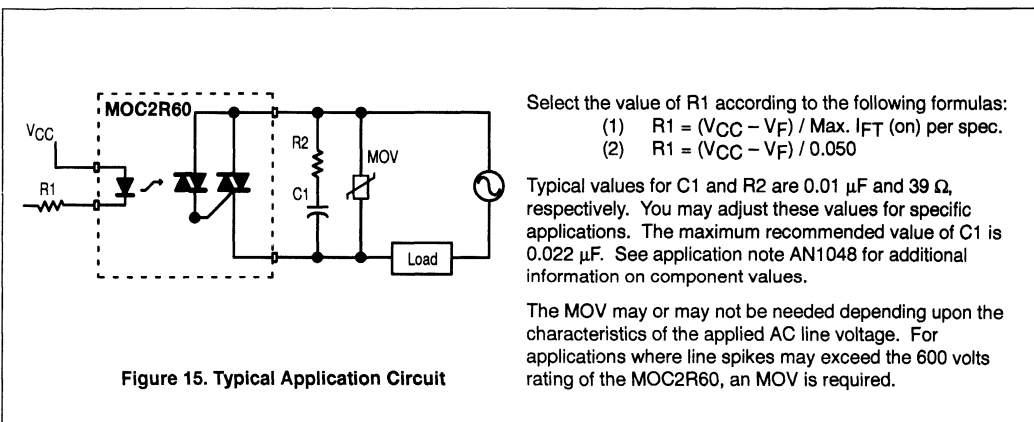 MOC2R60
VCC
R1
R2
C1
MOV
Load
Figure 15. Typical Application Circuit
Select the value of R1 according to the following formulas:
(1) R1 = (VCC – VF) / Max. IFT (on) per spec.
(2) R1 = (VCC – VF) / 0.050
Typical values for C1 and R2 are 0.01 μF and 39 Ω,
respectively. You may adjust these values for specific
applications. The maximum recommended value of C1 is
0.022 μF. See application note AN1048 for additional
information on component values.
The MOV may or may not be needed depending upon the
characteristics of the applied AC line voltage. For
applications where line spikes may exceed the 600 volts
rating of the MOC2R60, an MOV is required.